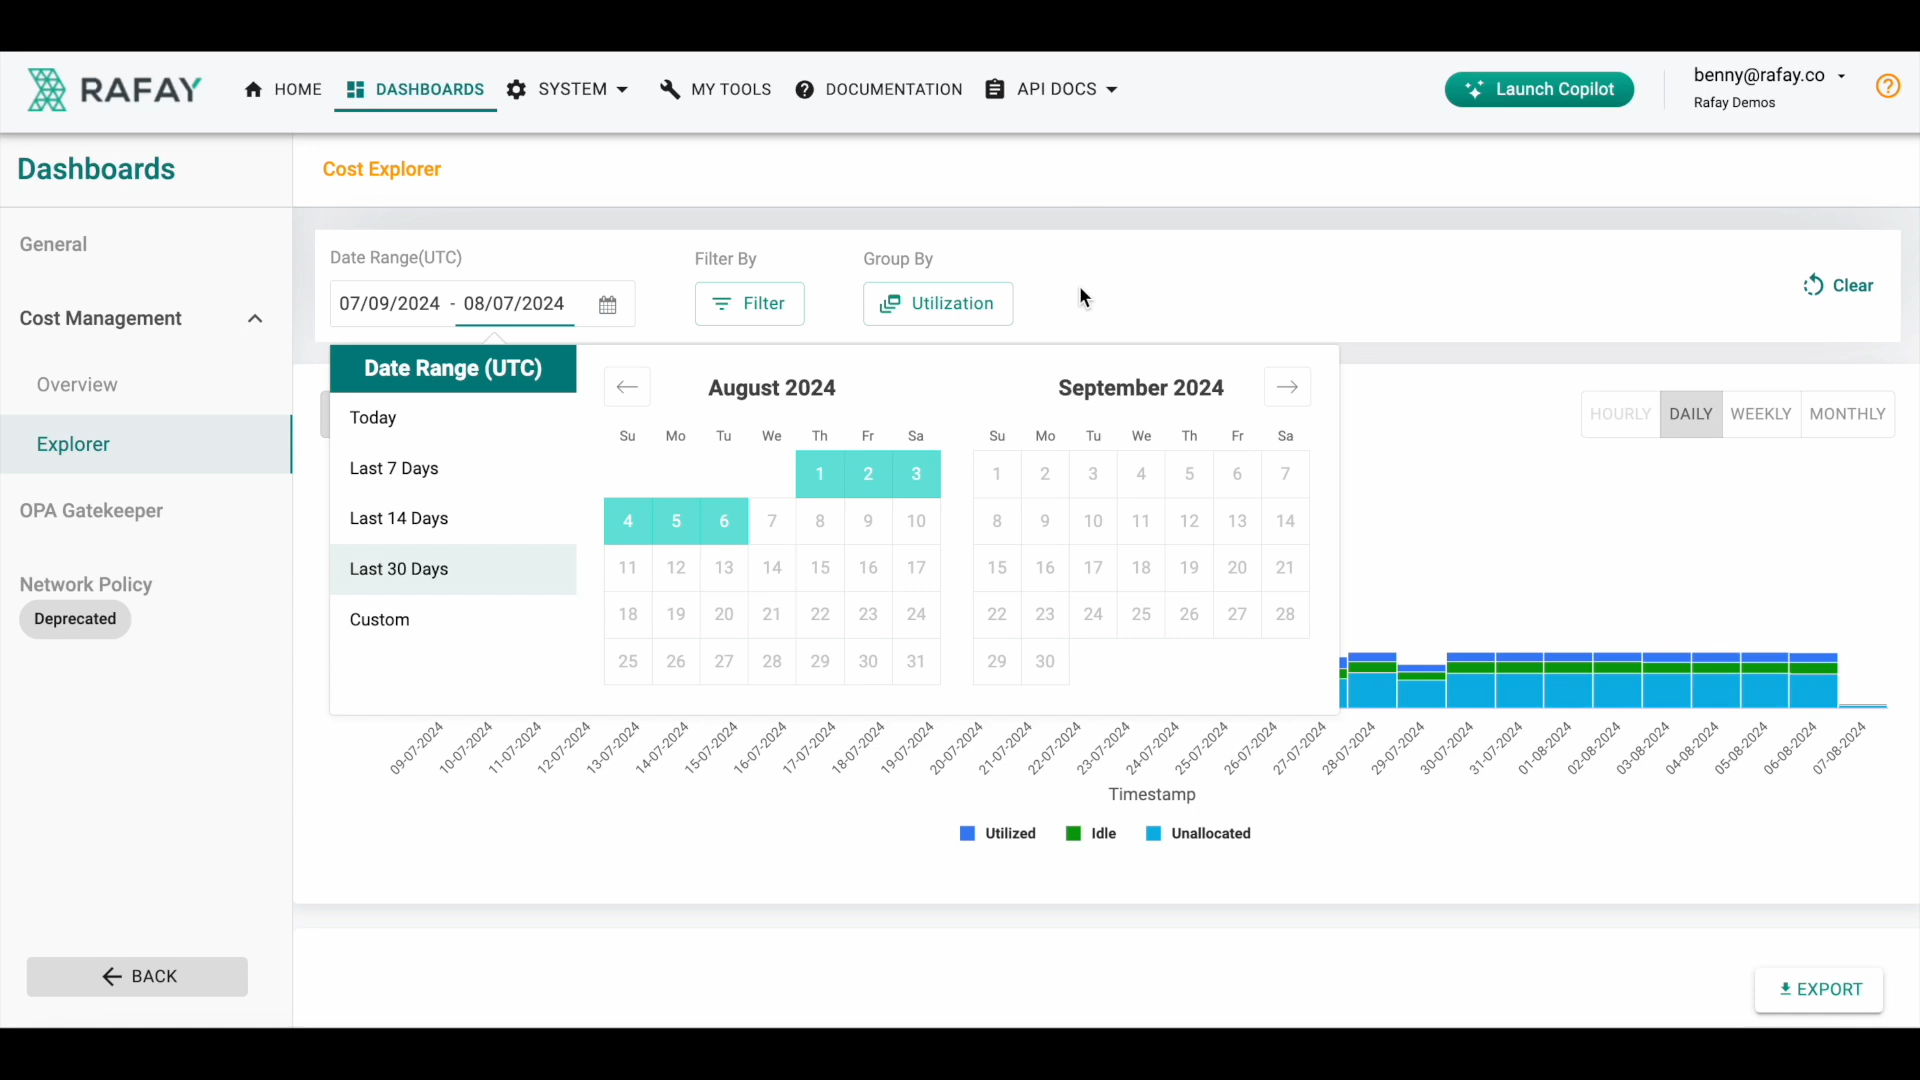 RAFAY
HOME
DASHBOARDS
SYSTEM
MY TOOLS
DOCUMENTATION
API DOCS
Launch Copilot
benny@rafay.co
Rafay Demos
?
Dashboards
Cost Explorer
General
Cost Management
Overview
Explorer
OPA Gatekeeper
Network Policy
Deprecated
BACK
Date Range(UTC)
07/09/2024 - 08/07/2024
Filter By
Filter
Group By
Utilization
Clear
Date Range (UTC)
Today
Last 7 Days
Last 14 Days
Last 30 Days
Custom
August 2024
Su Mo Tu We Th Fr Sa
1 2 3
4 5 6 7 8 9 10
11 12 13 14 15 16 17
18 19 20 21 22 23 24
25 26 27 28 29 30 31
September 2024
Su Mo Tu We Th Fr Sa
1 2 3 4 5 6 7
8 9 10 11 12 13 14
15 16 17 18 19 20 21
22 23 24 25 26 27 28
29 30
HOURLY DAILY WEEKLY MONTHLY
09-07-2024
10-07-2024
11-07-2024
12-07-2024
13-07-2024
14-07-2024
15-07-2024
16-07-2024
17-07-2024
18-07-2024
19-07-2024
20-07-2024
21-07-2024
22-07-2024
23-07-2024
24-07-2024
25-07-2024
26-07-2024
27-07-2024
28-07-2024
29-07-2024
30-07-2024
31-07-2024
01-08-2024
02-08-2024
03-08-2024
04-08-2024
05-08-2024
06-08-2024
07-08-2024
Timestamp
Utilized Idle Unallocated
EXPORT